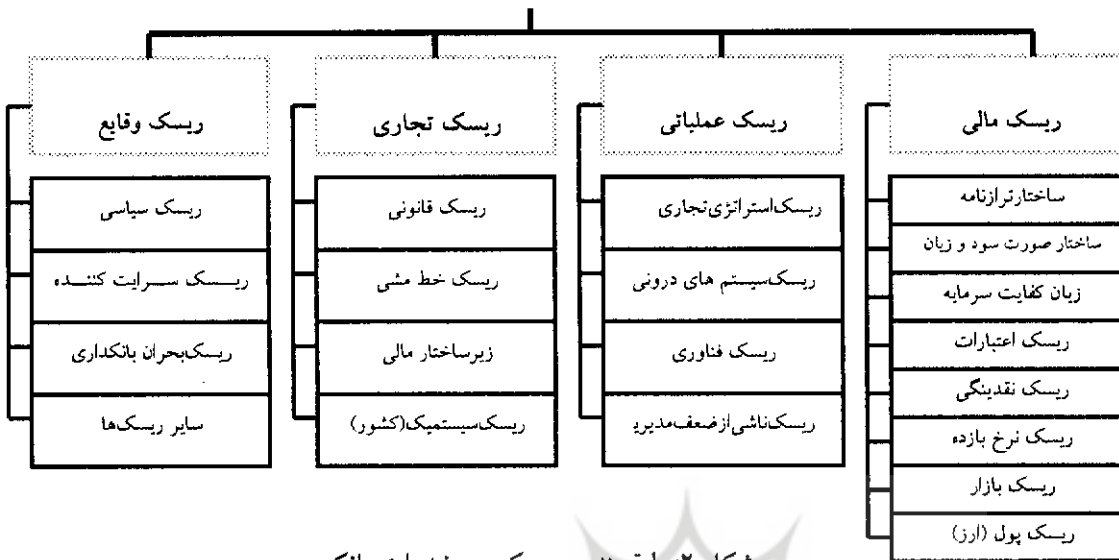 ریسک مالی
ساختارترازنامه
ساختار صورت سود و زیان
زیان کفایت سرمایه
ریسک اعتبارات
ریسک نقدینگی
ریسک نرخ بازده
ریسک بازار
ریسک پول (ارز)
ریسک عملیاتی
ریسک‌استراتژی‌تجاری
ریسک‌سیستم های درونی
ریسک فناوری
ریسک‌ناشی‌ازضعف‌مدیری
ریسک تجاری
ریسک قانونی
ریسک خط مشی
زیرساختار مالی
ریسک‌سیستمیک(کشور)
ریسک وقایع
ریسک سیاسی
ریسک سرایت کننده
ریسک‌بحران بانکداری
سایر ریسک‌ها